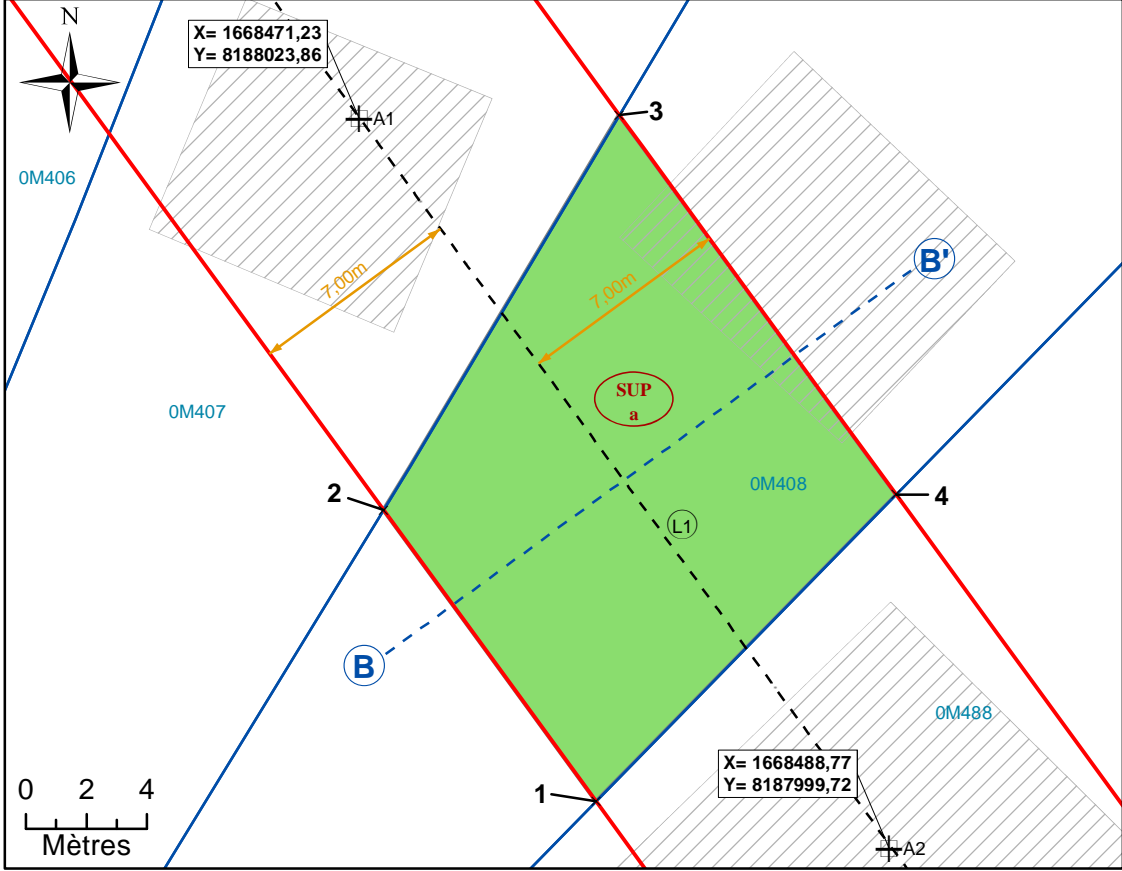 N
X= 1668471,23
Y= 8188023,86
A1
3
0M406
B'
7,00m
7,00m
SUP
a
0M407
0M408
2
4
L1
B
0M488
X= 1668488,77
Y= 8187999,72
1
0 2 4
Mètres
A2